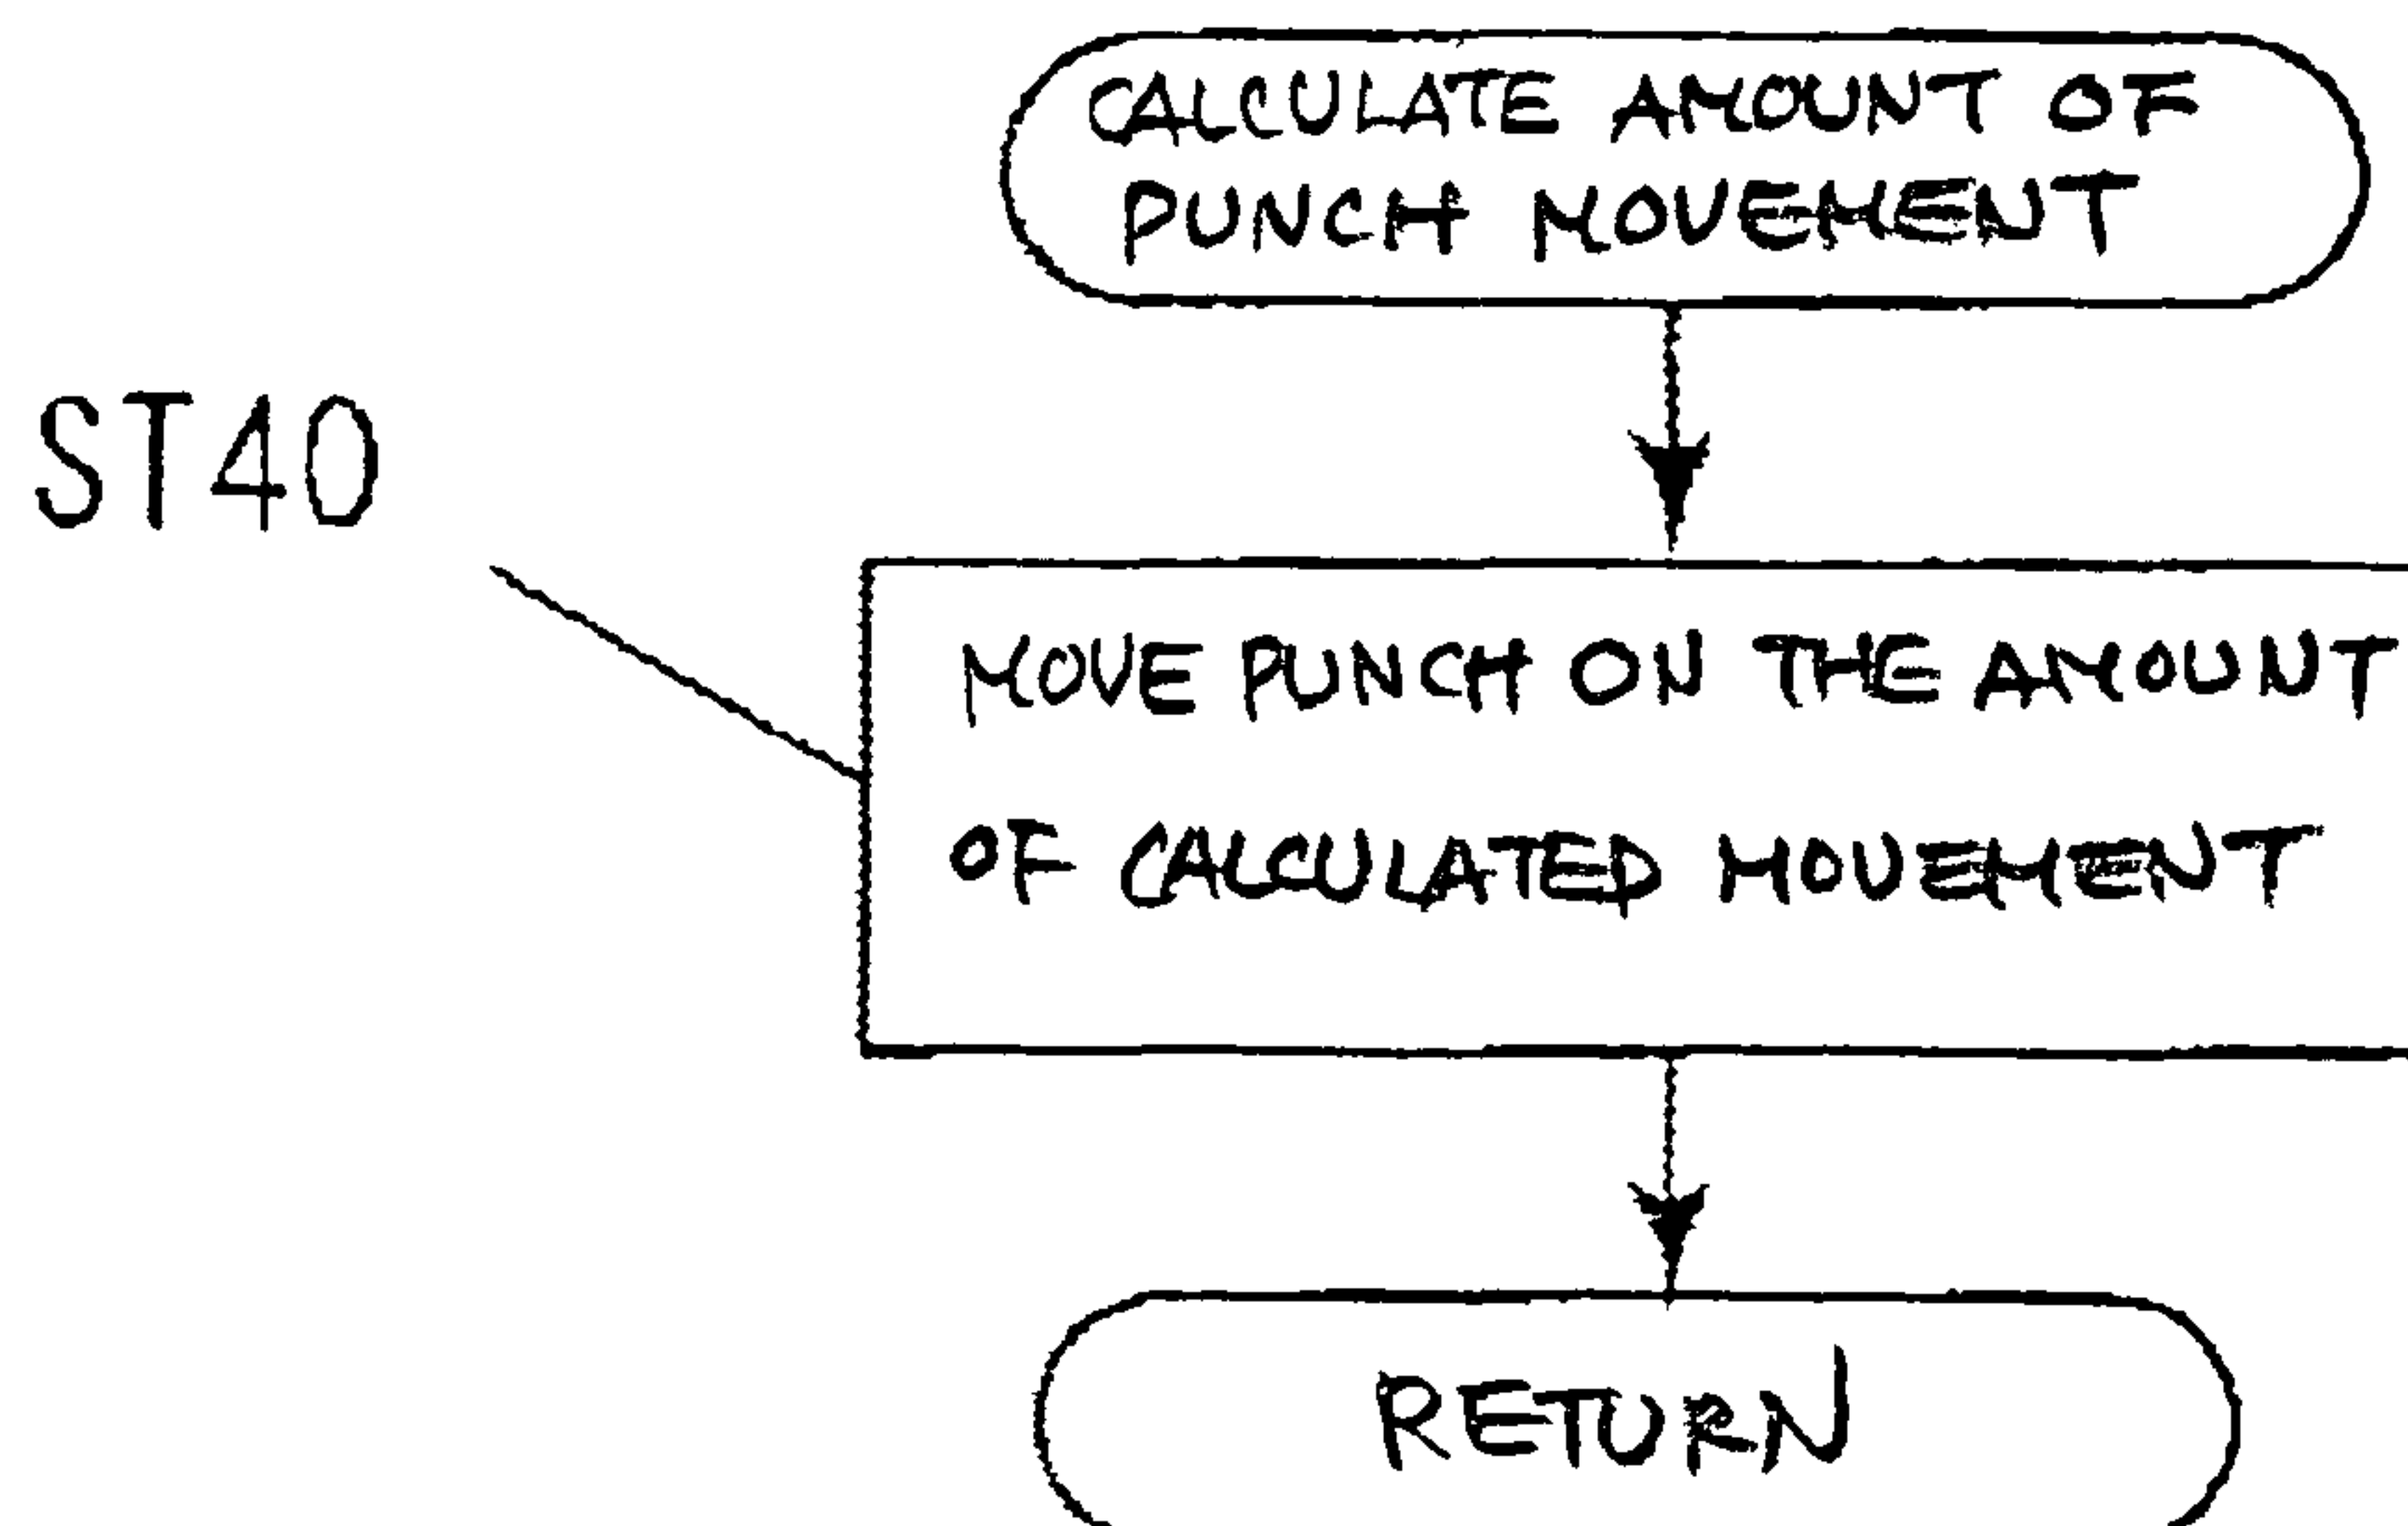 CALCULATE AMOUNT OF
PUNCH MOVEMENT
ST40
MOVE PUNCH ON THE AMOUNT
OF CALCULATED MOVEMENT
RETURN